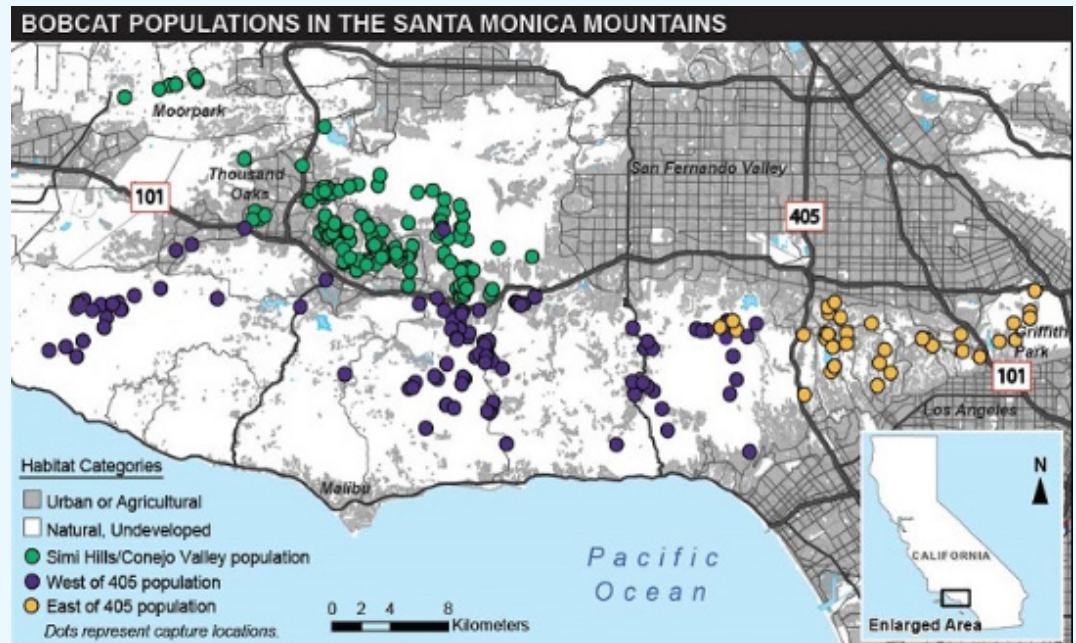 BOBCAT POPULATIONS IN THE SANTA MONICA MOUNTAINS
Moorpark
Thousand
Oaks
101
San Fernando Valley
405
Griffith
Park
101
Los Angeles
Malibu
Habitat Categories
Urban or Agricultural
Natural, Undeveloped
Simi Hills/Conejo Valley population
West of 405 population
East of 405 population
Dots represent capture locations.
0 2 4 8
Kilometers
Pacific
Ocean
N
CALIFORNIA
Enlarged Area